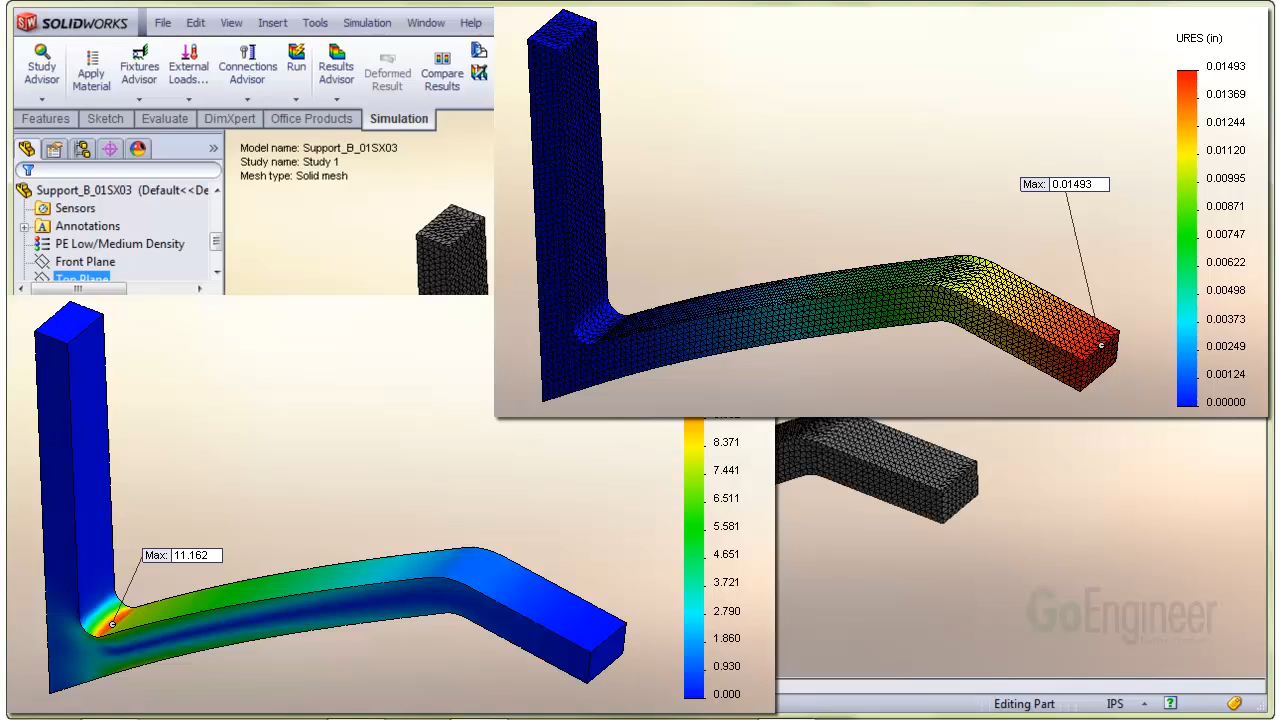 SOLIDWORKS
File Edit View Insert Tools Simulation Window Help
Study Advisor
Apply Material
Fixtures Advisor
External Loads...
Connections Advisor
Run
Results Advisor
Deformed Result
Compare Results
Features Sketch Evaluate DimXpert Office Products Simulation
Support_B_01SX03 (Default<<De
Sensors
Annotations
PE Low/Medium Density
Front Plane
Top Plane
Model name: Support_B_01SX03
Study name: Study 1
Mesh type: Solid mesh
URES (in)
0.01493
0.01369
0.01244
0.01120
0.00995
0.00871
0.00747
0.00622
0.00498
0.00373
0.00249
0.00124
0.00000
Max: 0.01493
8.371
7.441
6.511
5.581
4.651
3.721
2.790
1.860
0.930
0.000
Max: 11.162
GoEngineer
Editing Part IPS